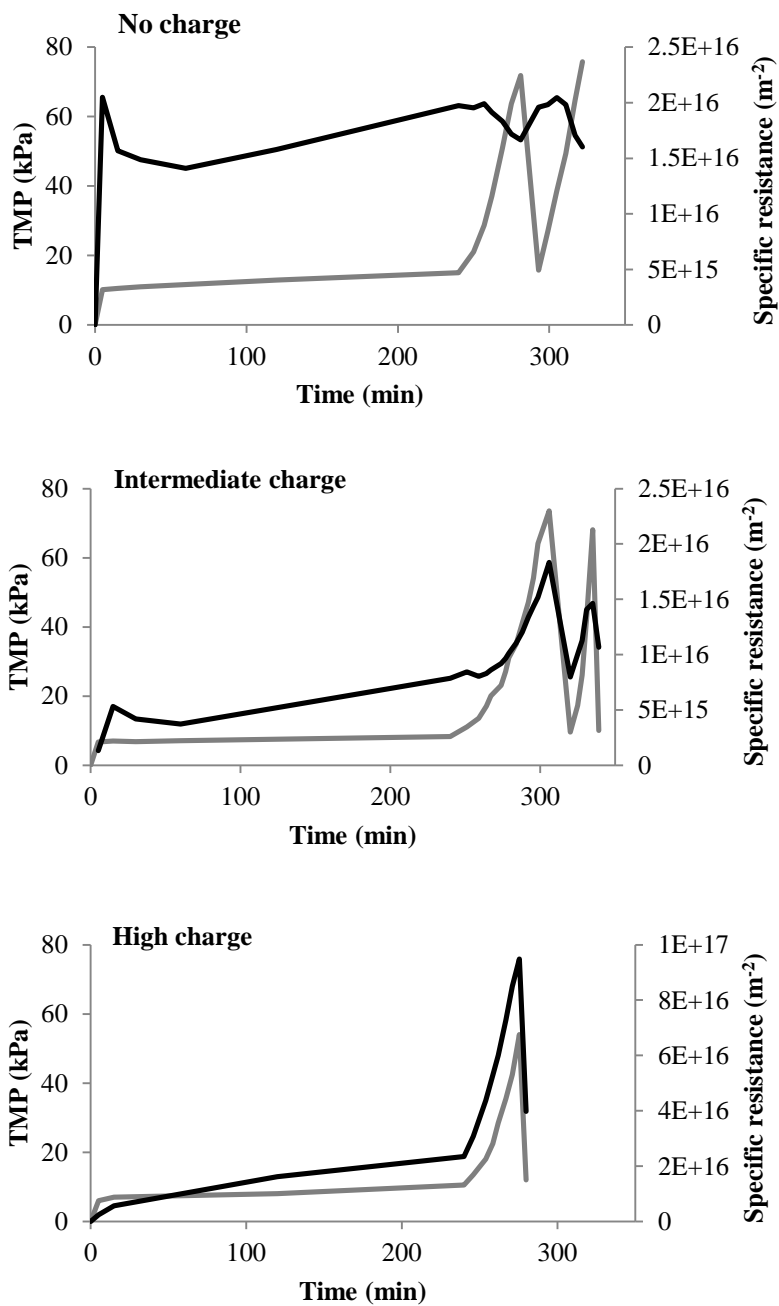 No charge
80
60
40
20
0
TMP (kPa)
2.5E+16
2E+16
1.5E+16
1E+16
5E+15
0
Specific resistance (m-2)
0 100 200 300
Time (min)
Intermediate charge
80
60
40
20
0
TMP (kPa)
2.5E+16
2E+16
1.5E+16
1E+16
5E+15
0
Specific resistance (m-2)
0 100 200 300
Time (min)
High charge
80
60
40
20
0
TMP (kPa)
1E+17
8E+16
6E+16
4E+16
2E+16
0
Specific resistance (m-2)
0 100 200 300
Time (min)